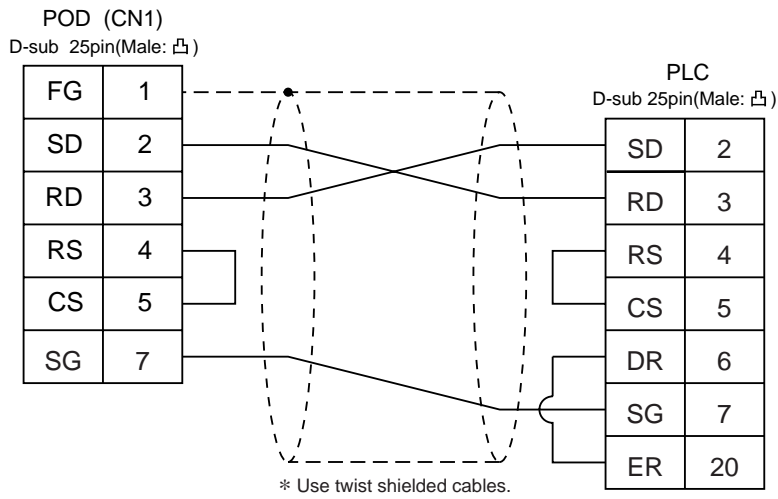 POD (CN1)
D-sub 25pin(Male: 凸)
FG 1
SD 2
RD 3
RS 4
CS 5
SG 7
PLC
D-sub 25pin(Male: 凸)
SD 2
RD 3
RS 4
CS 5
DR 6
SG 7
ER 20
* Use twist shielded cables.